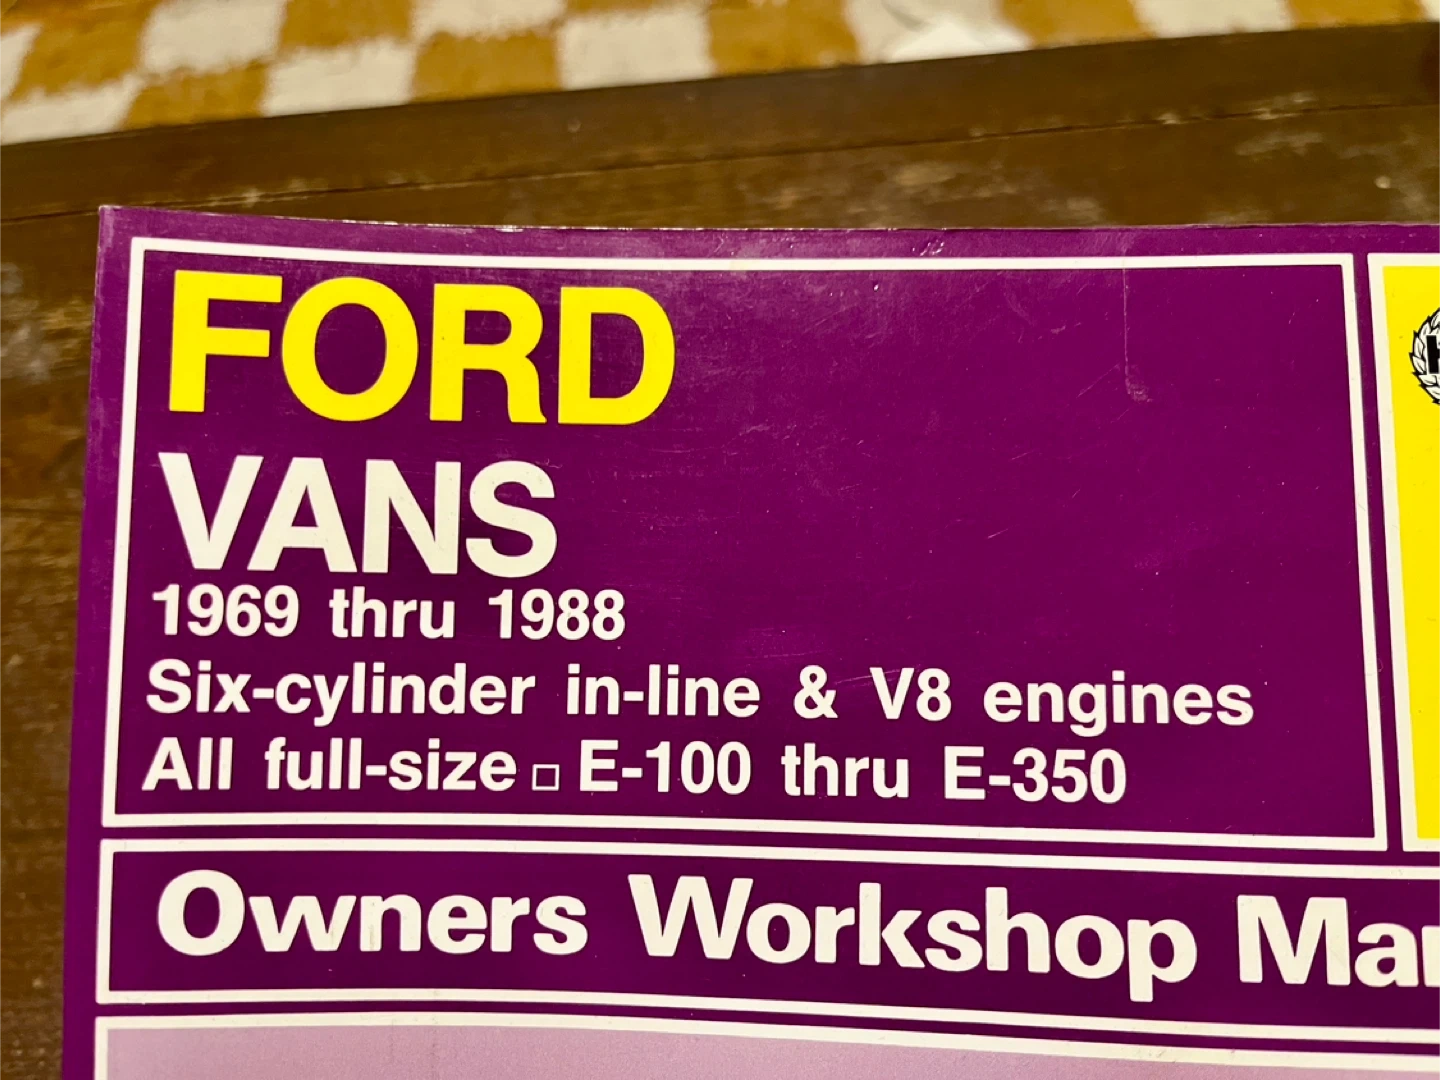 FORD
VANS
1969 thru 1988
Six-cylinder in-line & V8 engines
All full-size □ E-100 thru E-350
Owners Workshop